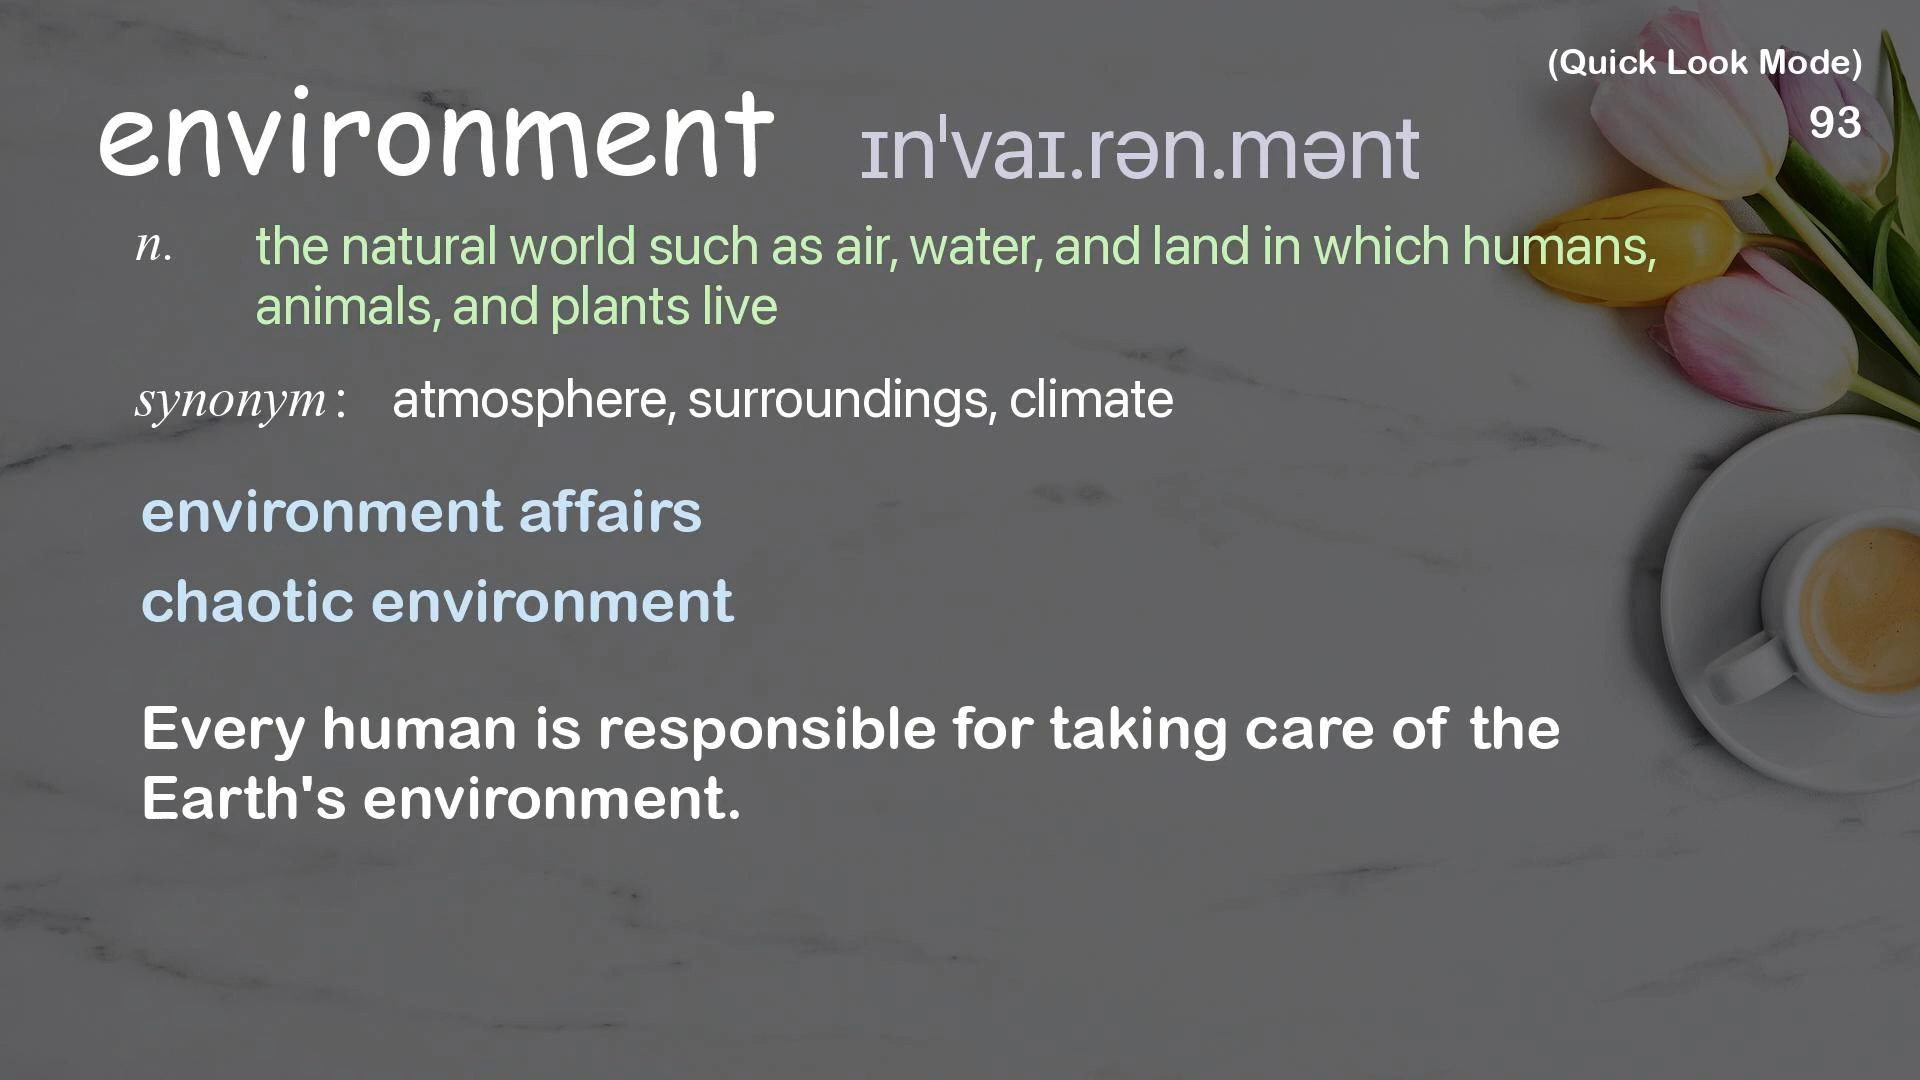 (Quick Look Mode)
93
environment ɪnˈvaɪ.rən.mənt
n. the natural world such as air, water, and land in which humans,
animals, and plants live
synonym : atmosphere, surroundings, climate
environment affairs
chaotic environment
Every human is responsible for taking care of the
Earth's environment.